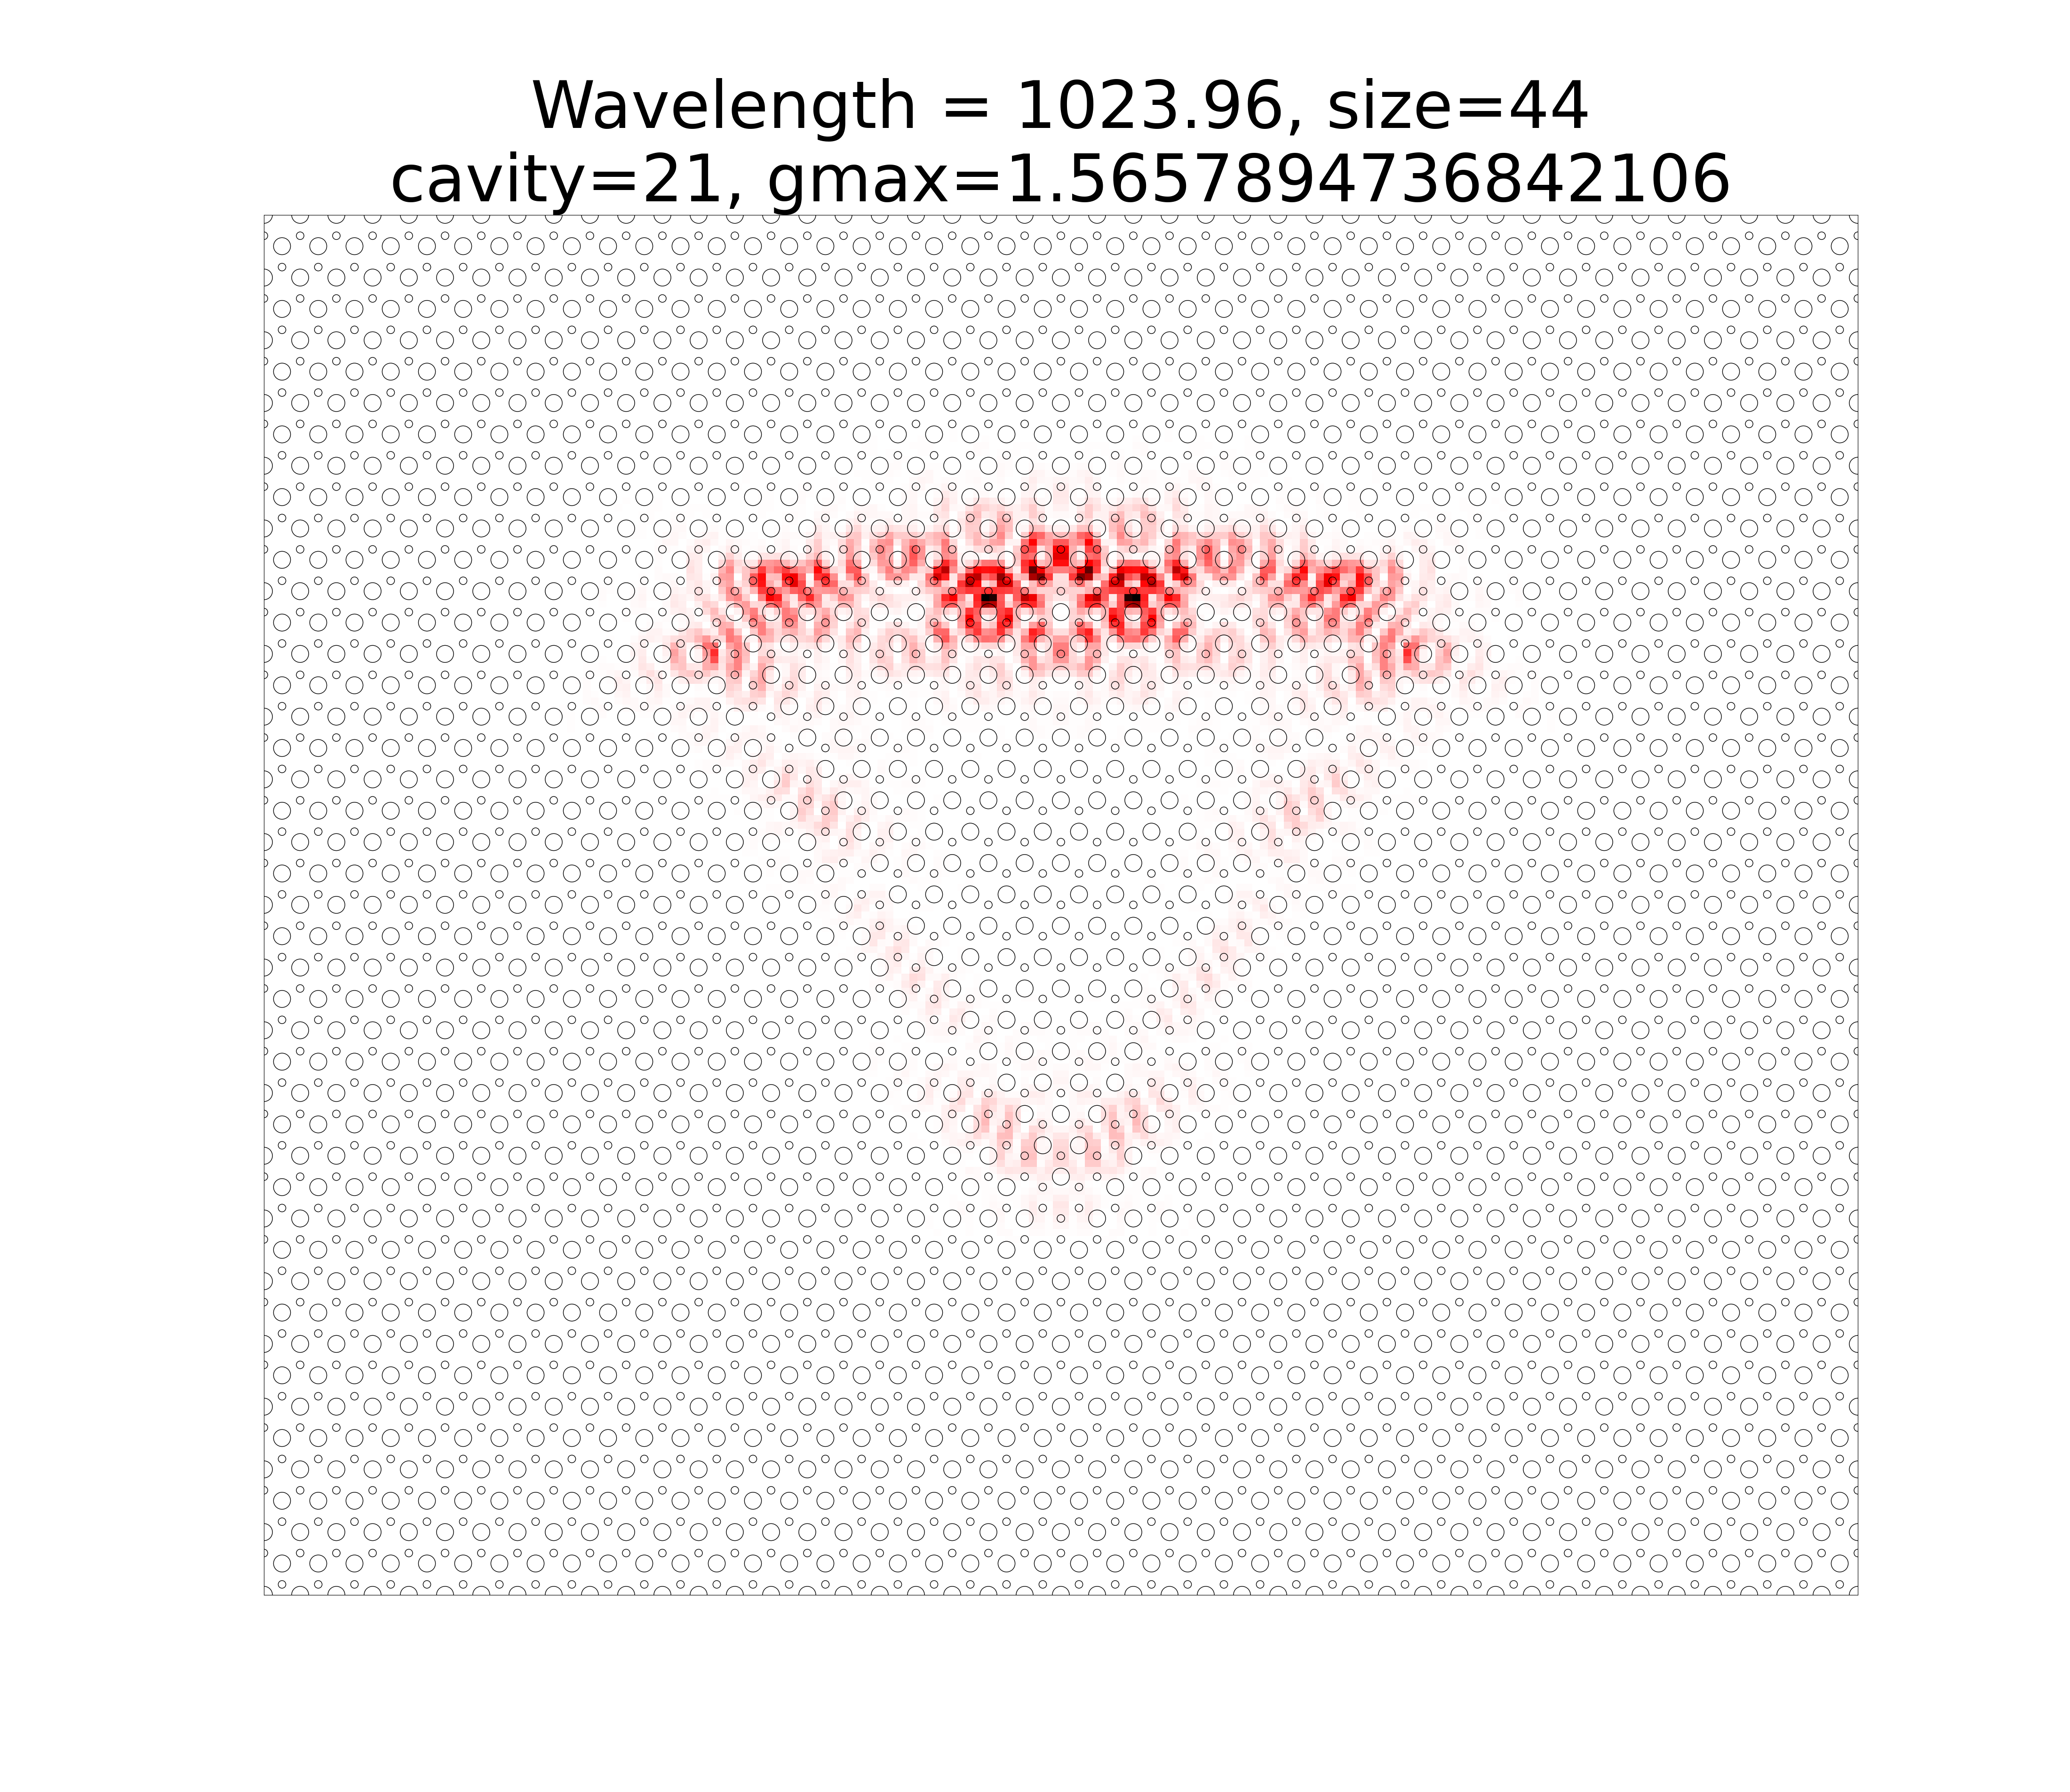 Wavelength = 1023.96, size=44
cavity=21, gmax=1.5657894736842106